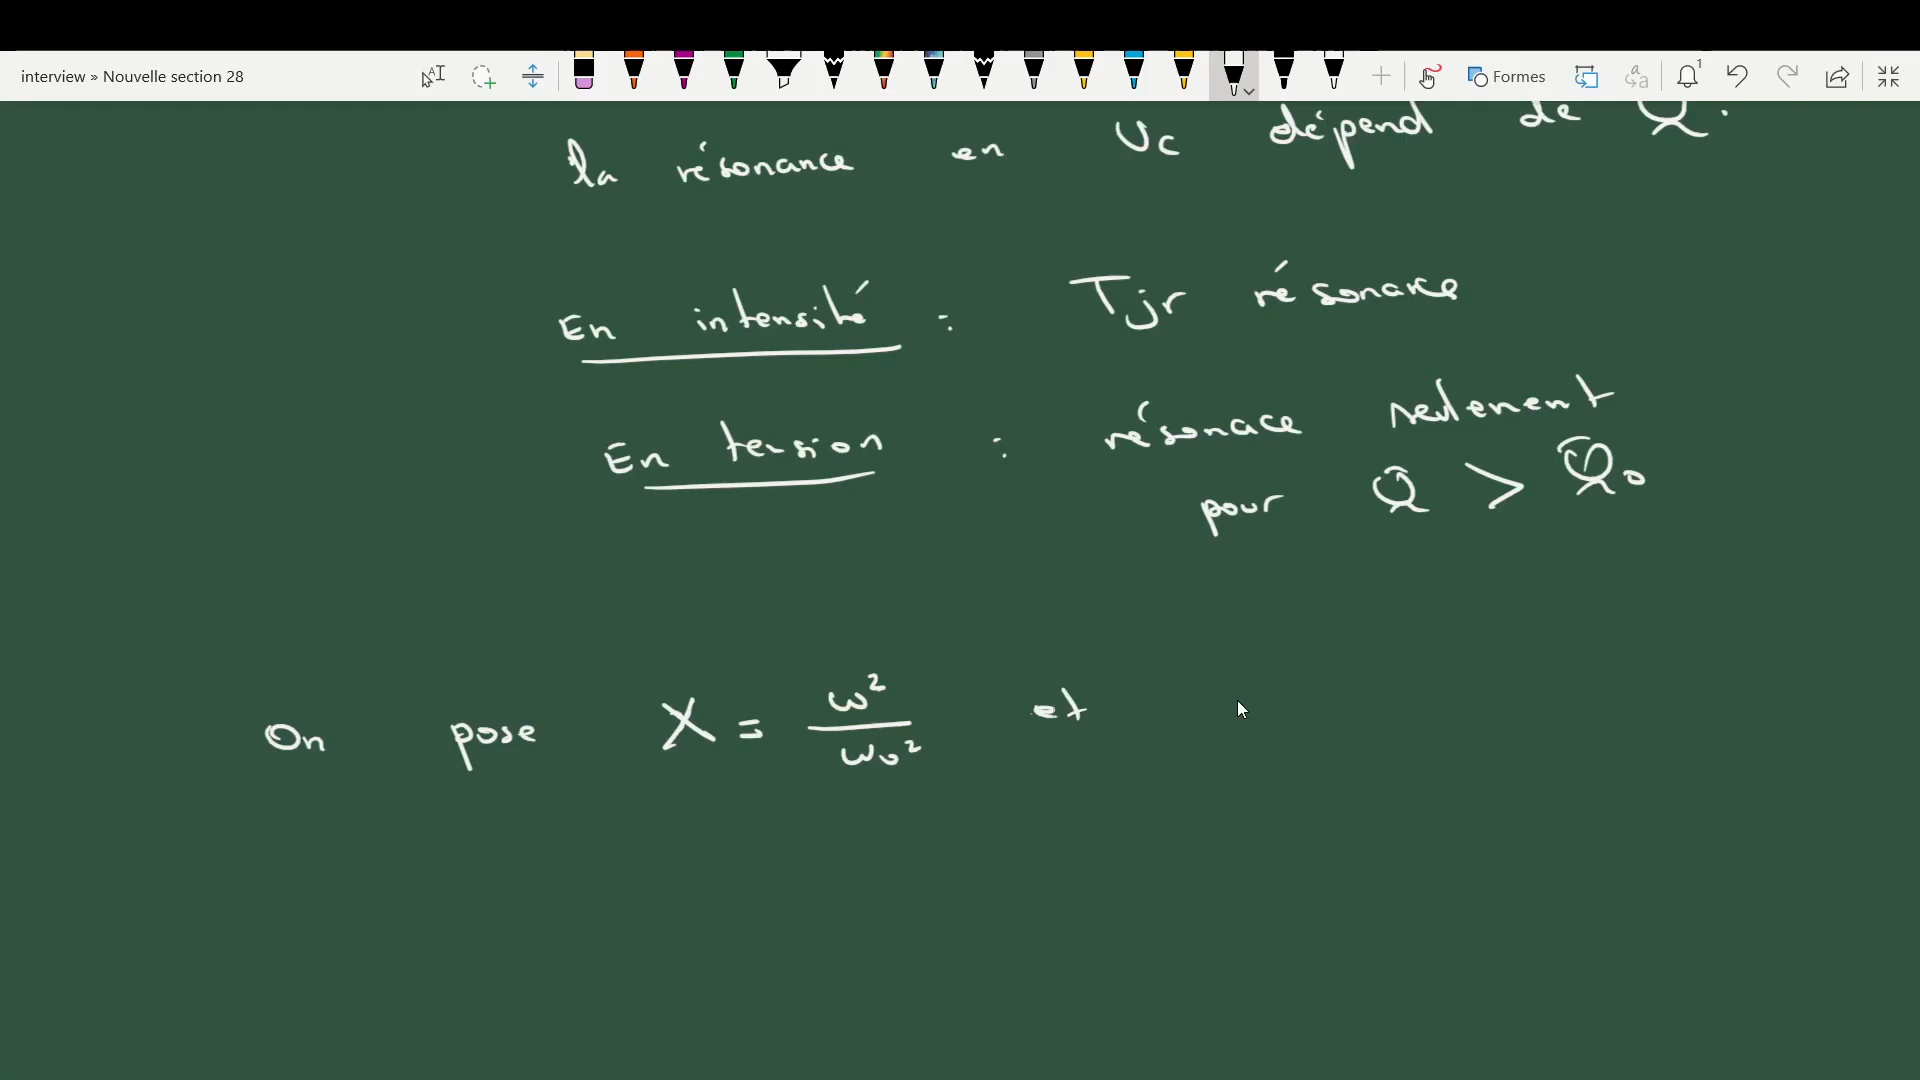 interview » Nouvelle section 28
Formes
1
la résonance en Uc dépend de Q.
En intensité : Tjr résonance
En tension : résonace seulement
pour Q > Q₀
On pose X = ω²/ω₀² et